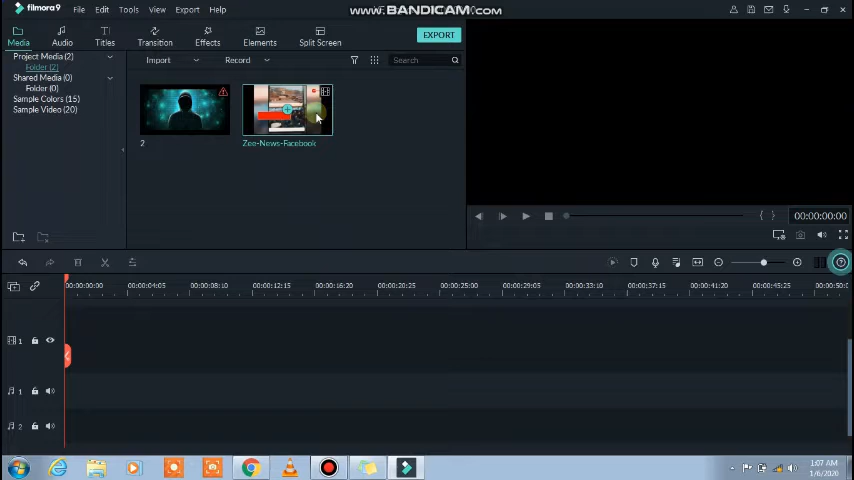 filmora9
File
Edit
Tools
View
Export
Help
WWW.BANDICAM.COM
Media
Audio
Titles
Transition
Effects
Elements
Split Screen
EXPORT
Project Media (2)
Folder (2)
Shared Media (0)
Folder (0)
Sample Colors (15)
Sample Video (20)
Import
Record
Search
2
Zee-News-Facebook
00:00:00:00
00:00:00:00
00:00:04:05
00:00:08:10
00:00:12:15
00:00:16:20
00:00:20:25
00:00:25:00
00:00:29:05
00:00:33:10
00:00:37:15
00:00:41:20
00:00:45:25
00:00:50:0
1
1
2
1:07 AM
1/6/2020